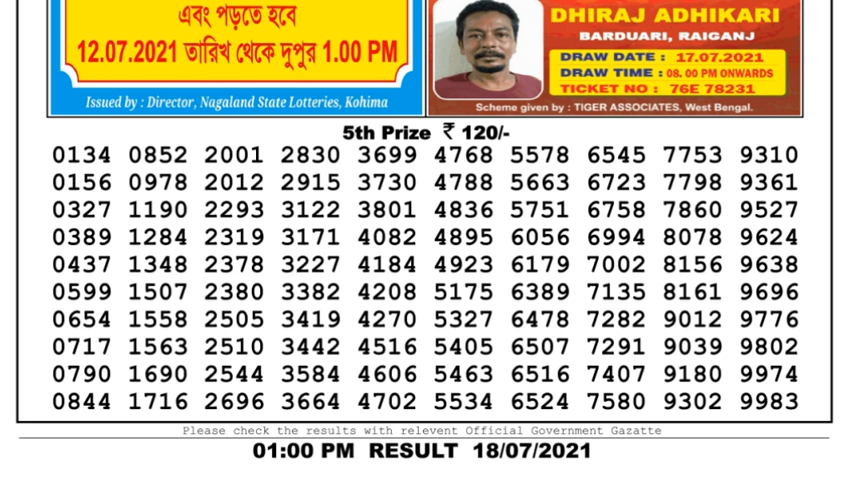 এবং পড়তে হবে
12.07.2021 তারিখ থেকে দুপুর 1.00 PM
Issued by : Director, Nagaland State Lotteries, Kohima
DHIRAJ ADHIKARI
BARDUARI, RAIGANJ
DRAW DATE : 17.07.2021
DRAW TIME : 08. 00 PM ONWARDS
TICKET NO : 76E 78231
Scheme given by : TIGER ASSOCIATES, West Bengal.
5th Prize ₹ 120/-
0134 0852 2001 2830 3699 4768 5578 6545 7753 9310
0156 0978 2012 2915 3730 4788 5663 6723 7798 9361
0327 1190 2293 3122 3801 4836 5751 6758 7860 9527
0389 1284 2319 3171 4082 4895 6056 6994 8078 9624
0437 1348 2378 3227 4184 4923 6179 7002 8156 9638
0599 1507 2380 3382 4208 5175 6389 7135 8161 9696
0654 1558 2505 3419 4270 5327 6478 7282 9012 9776
0717 1563 2510 3442 4516 5405 6507 7291 9039 9802
0790 1690 2544 3584 4606 5463 6516 7407 9180 9974
0844 1716 2696 3664 4702 5534 6524 7580 9302 9983
Please check the results with relevent Official Government Gazatte
01:00 PM RESULT 18/07/2021